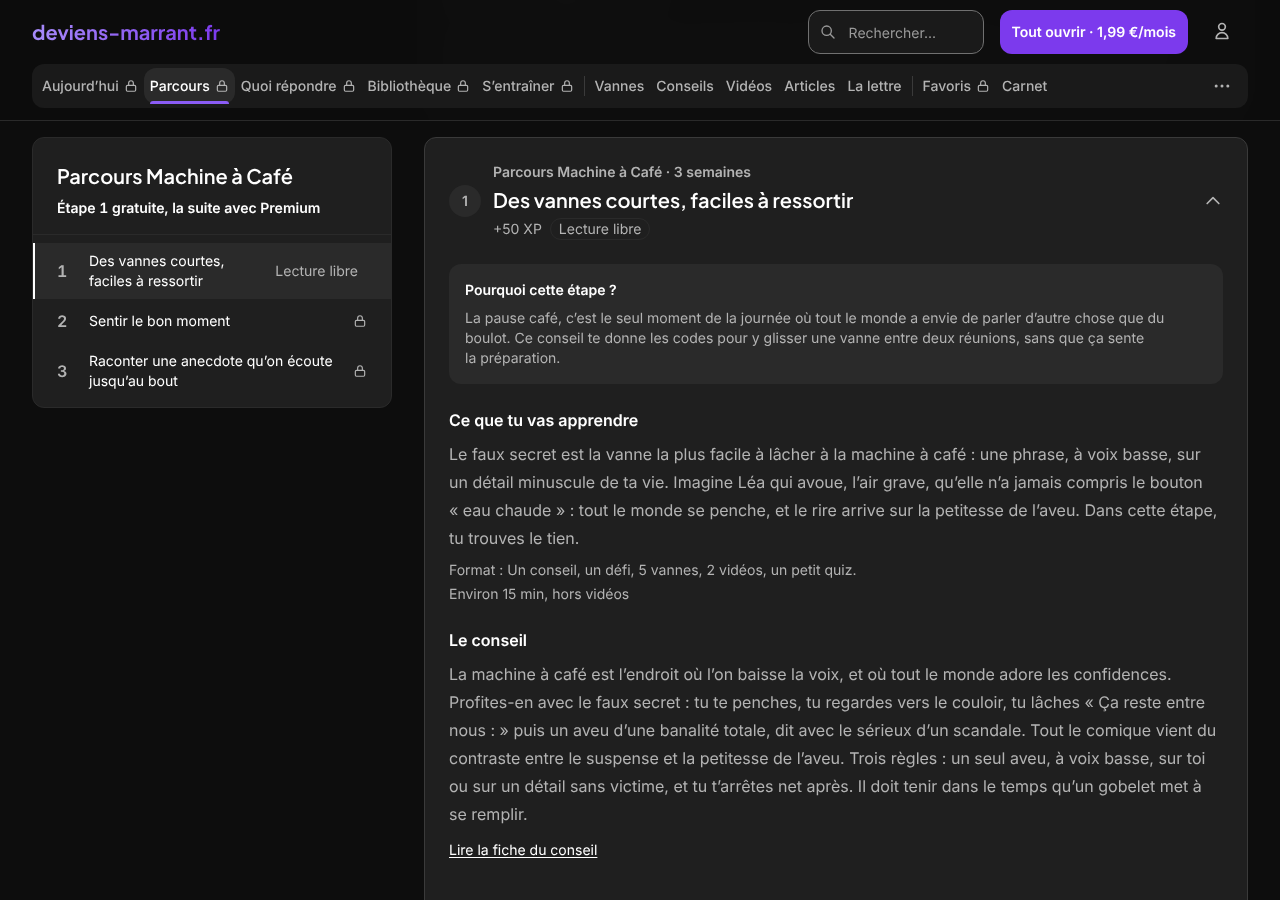 deviens-marrant.fr
Rechercher...
Tout ouvrir · 1,99 €/mois
Aujourd’hui
Parcours
Quoi répondre
Bibliothèque
S’entraîner
Vannes
Conseils
Vidéos
Articles
La lettre
Favoris
Carnet
Parcours Machine à Café
Étape 1 gratuite, la suite avec Premium
1
Des vannes courtes,
faciles à ressortir
Lecture libre
2
Sentir le bon moment
3
Raconter une anecdote qu’on écoute
jusqu’au bout
Parcours Machine à Café · 3 semaines
1
Des vannes courtes, faciles à ressortir
+50 XP
Lecture libre
Pourquoi cette étape ?
La pause café, c’est le seul moment de la journée où tout le monde a envie de parler d’autre chose que du
boulot. Ce conseil te donne les codes pour y glisser une vanne entre deux réunions, sans que ça sente
la préparation.
Ce que tu vas apprendre
Le faux secret est la vanne la plus facile à lâcher à la machine à café : une phrase, à voix basse, sur
un détail minuscule de ta vie. Imagine Léa qui avoue, l’air grave, qu’elle n’a jamais compris le bouton
« eau chaude » : tout le monde se penche, et le rire arrive sur la petitesse de l’aveu. Dans cette étape,
tu trouves le tien.
Format : Un conseil, un défi, 5 vannes, 2 vidéos, un petit quiz.
Environ 15 min, hors vidéos
Le conseil
La machine à café est l’endroit où l’on baisse la voix, et où tout le monde adore les confidences.
Profites-en avec le faux secret : tu te penches, tu regardes vers le couloir, tu lâches « Ça reste entre
nous : » puis un aveu d’une banalité totale, dit avec le sérieux d’un scandale. Tout le comique vient du
contraste entre le suspense et la petitesse de l’aveu. Trois règles : un seul aveu, à voix basse, sur toi
ou sur un détail sans victime, et tu t’arrêtes net après. Il doit tenir dans le temps qu’un gobelet met à
se remplir.
Lire la fiche du conseil